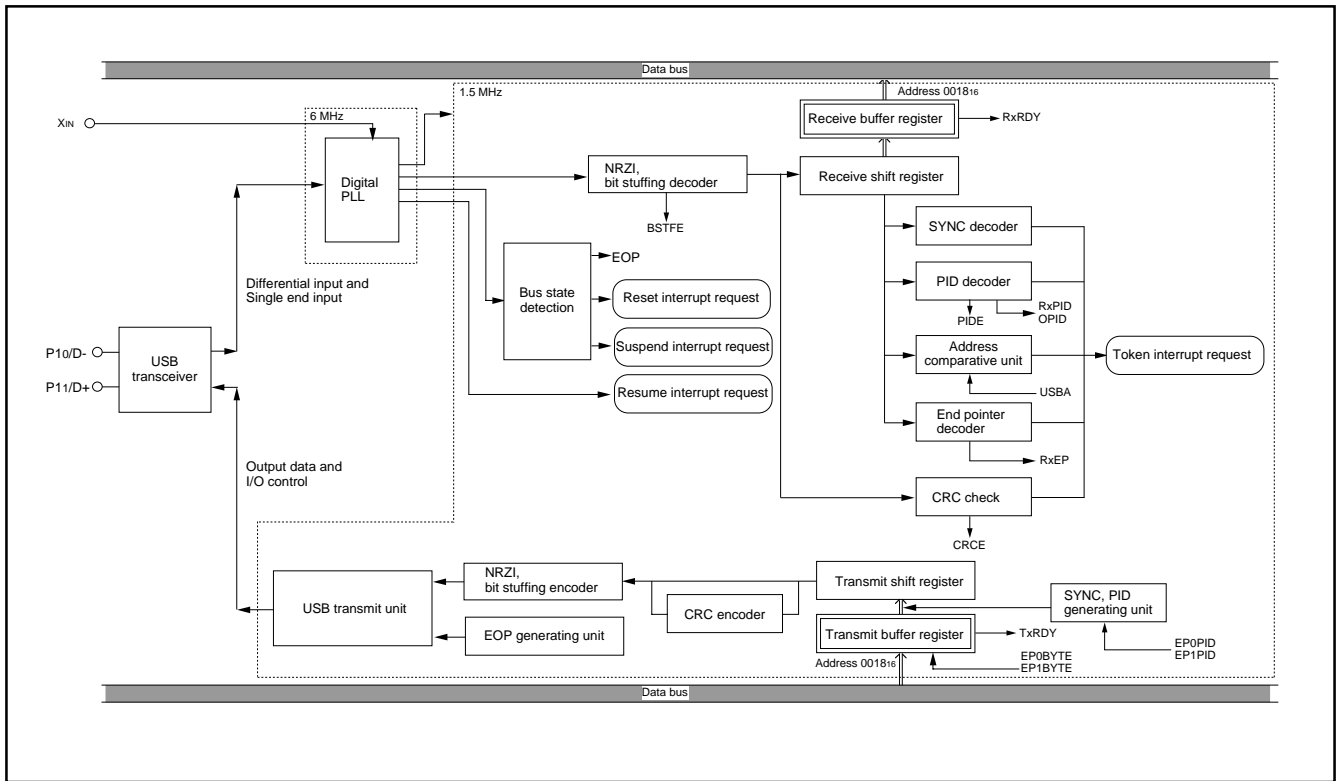 Data bus
1.5 MHz
Address 001816
6 MHz
XIN
Receive buffer register
RxRDY
Digital
PLL
NRZI,
bit stuffing decoder
Receive shift register
BSTFE
SYNC decoder
EOP
Differential input and
Single end input
Bus state
detection
Reset interrupt request
PID decoder
RxPID
OPID
PIDE
P10/D-
P11/D+
USB
transceiver
Suspend interrupt request
Address
comparative unit
Token interrupt request
USBA
Resume interrupt request
End pointer
decoder
RxEP
Output data and
I/O control
CRC check
CRCE
NRZI,
bit stuffing encoder
Transmit shift register
USB transmit unit
CRC encoder
SYNC, PID
generating unit
EOP generating unit
Transmit buffer register
TxRDY
EP0PID
EP1PID
Address 001816
EP0BYTE
EP1BYTE
Data bus